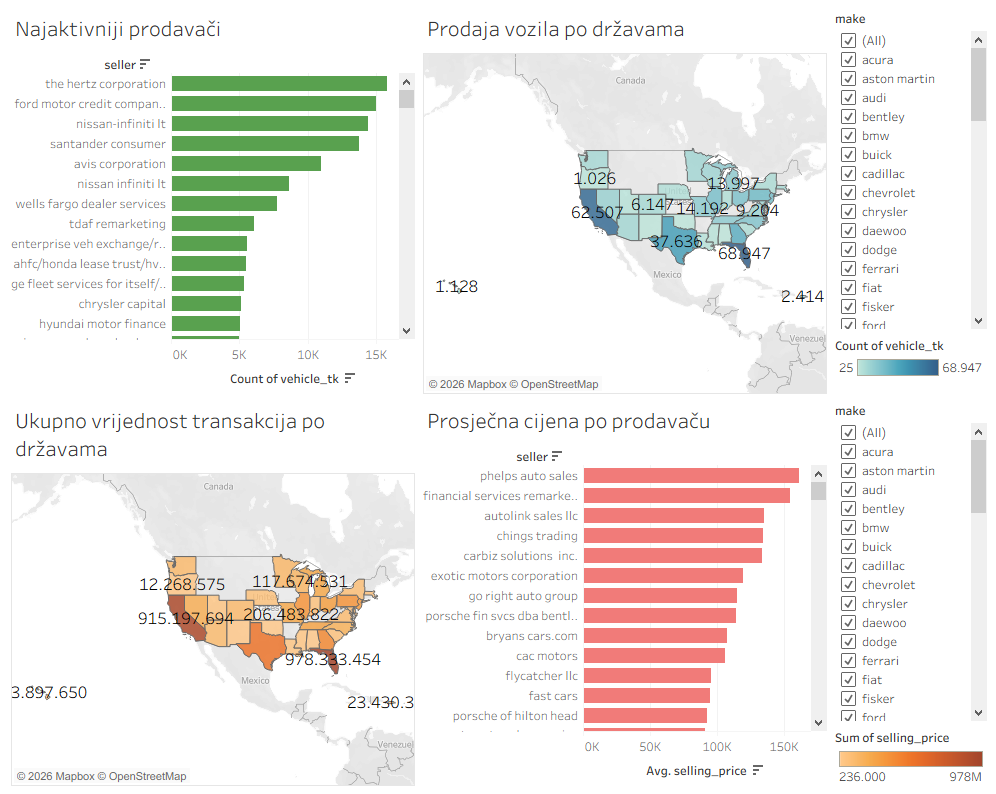 Najaktivniji prodavači
seller
the hertz corporation
ford motor credit compan..
nissan-infiniti lt
santander consumer
avis corporation
nissan infiniti lt
wells fargo dealer services
tdaf remarketing
enterprise veh exchange/r..
ahfc/honda lease trust/hv..
ge fleet services for itself/..
chrysler capital
hyundai motor finance
0K 5K 10K 15K
Count of vehicle_tk
Prodaja vozila po državama
Canada
1.026
13.997
62.507
6.147
14.192
9.204
37.636
68.947
Mexico
1.128
2.414
Venezuel
© 2026 Mapbox © OpenStreetMap
make
(All)
acura
aston martin
audi
bentley
bmw
buick
cadillac
chevrolet
chrysler
daewoo
dodge
ferrari
fiat
fisker
ford
Count of vehicle_tk
25 68.947
Ukupno vrijednost transakcija po
državama
Canada
12.268.575
117.674.531
915.197.694
206.483.822
978.333.454
Mexico
3.897.650
23.430.3
Venezuel
© 2026 Mapbox © OpenStreetMap
Prosječna cijena po prodavaču
seller
phelps auto sales
financial services remarke..
autolink sales llc
chings trading
carbiz solutions inc.
exotic motors corporation
go right auto group
porsche fin svcs dba bentl..
bryans cars.com
cac motors
flycatcher llc
fast cars
porsche of hilton head
0K 50K 100K 150K
Avg. selling_price
make
(All)
acura
aston martin
audi
bentley
bmw
buick
cadillac
chevrolet
chrysler
daewoo
dodge
ferrari
fiat
fisker
ford
Sum of selling_price
236.000 978M